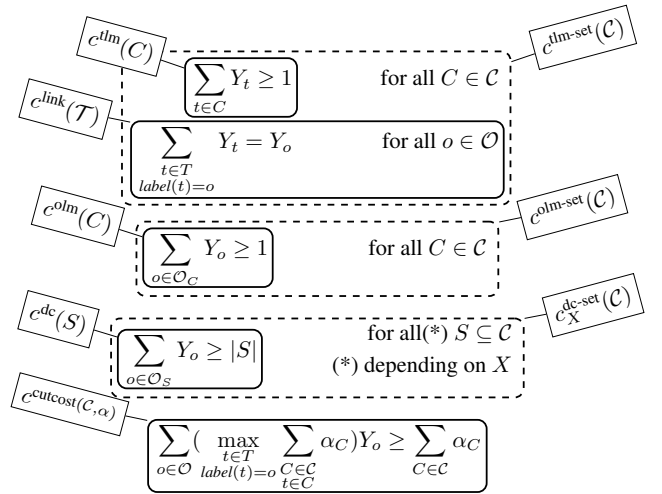 c^tlm(C)
c^tlm-set(𝒞)
∑_{t∈C} Y_t ≥ 1 for all C ∈ 𝒞
c^link(𝒯)
∑_{t∈T label(t)=o} Y_t = Y_o for all o ∈ 𝒪
c^olm(C)
c^olm-set(𝒞)
∑_{o∈𝒪_C} Y_o ≥ 1 for all C ∈ 𝒞
c^dc(S)
c_X^dc-set(𝒞)
∑_{o∈𝒪_S} Y_o ≥ |S| for all(*) S ⊆ 𝒞
(*) depending on X
c^cutcost(𝒞,α)
∑_{o∈𝒪} ( max_{t∈T label(t)=o} ∑_{C∈𝒞 t∈C} α_C ) Y_o ≥ ∑_{C∈𝒞} α_C